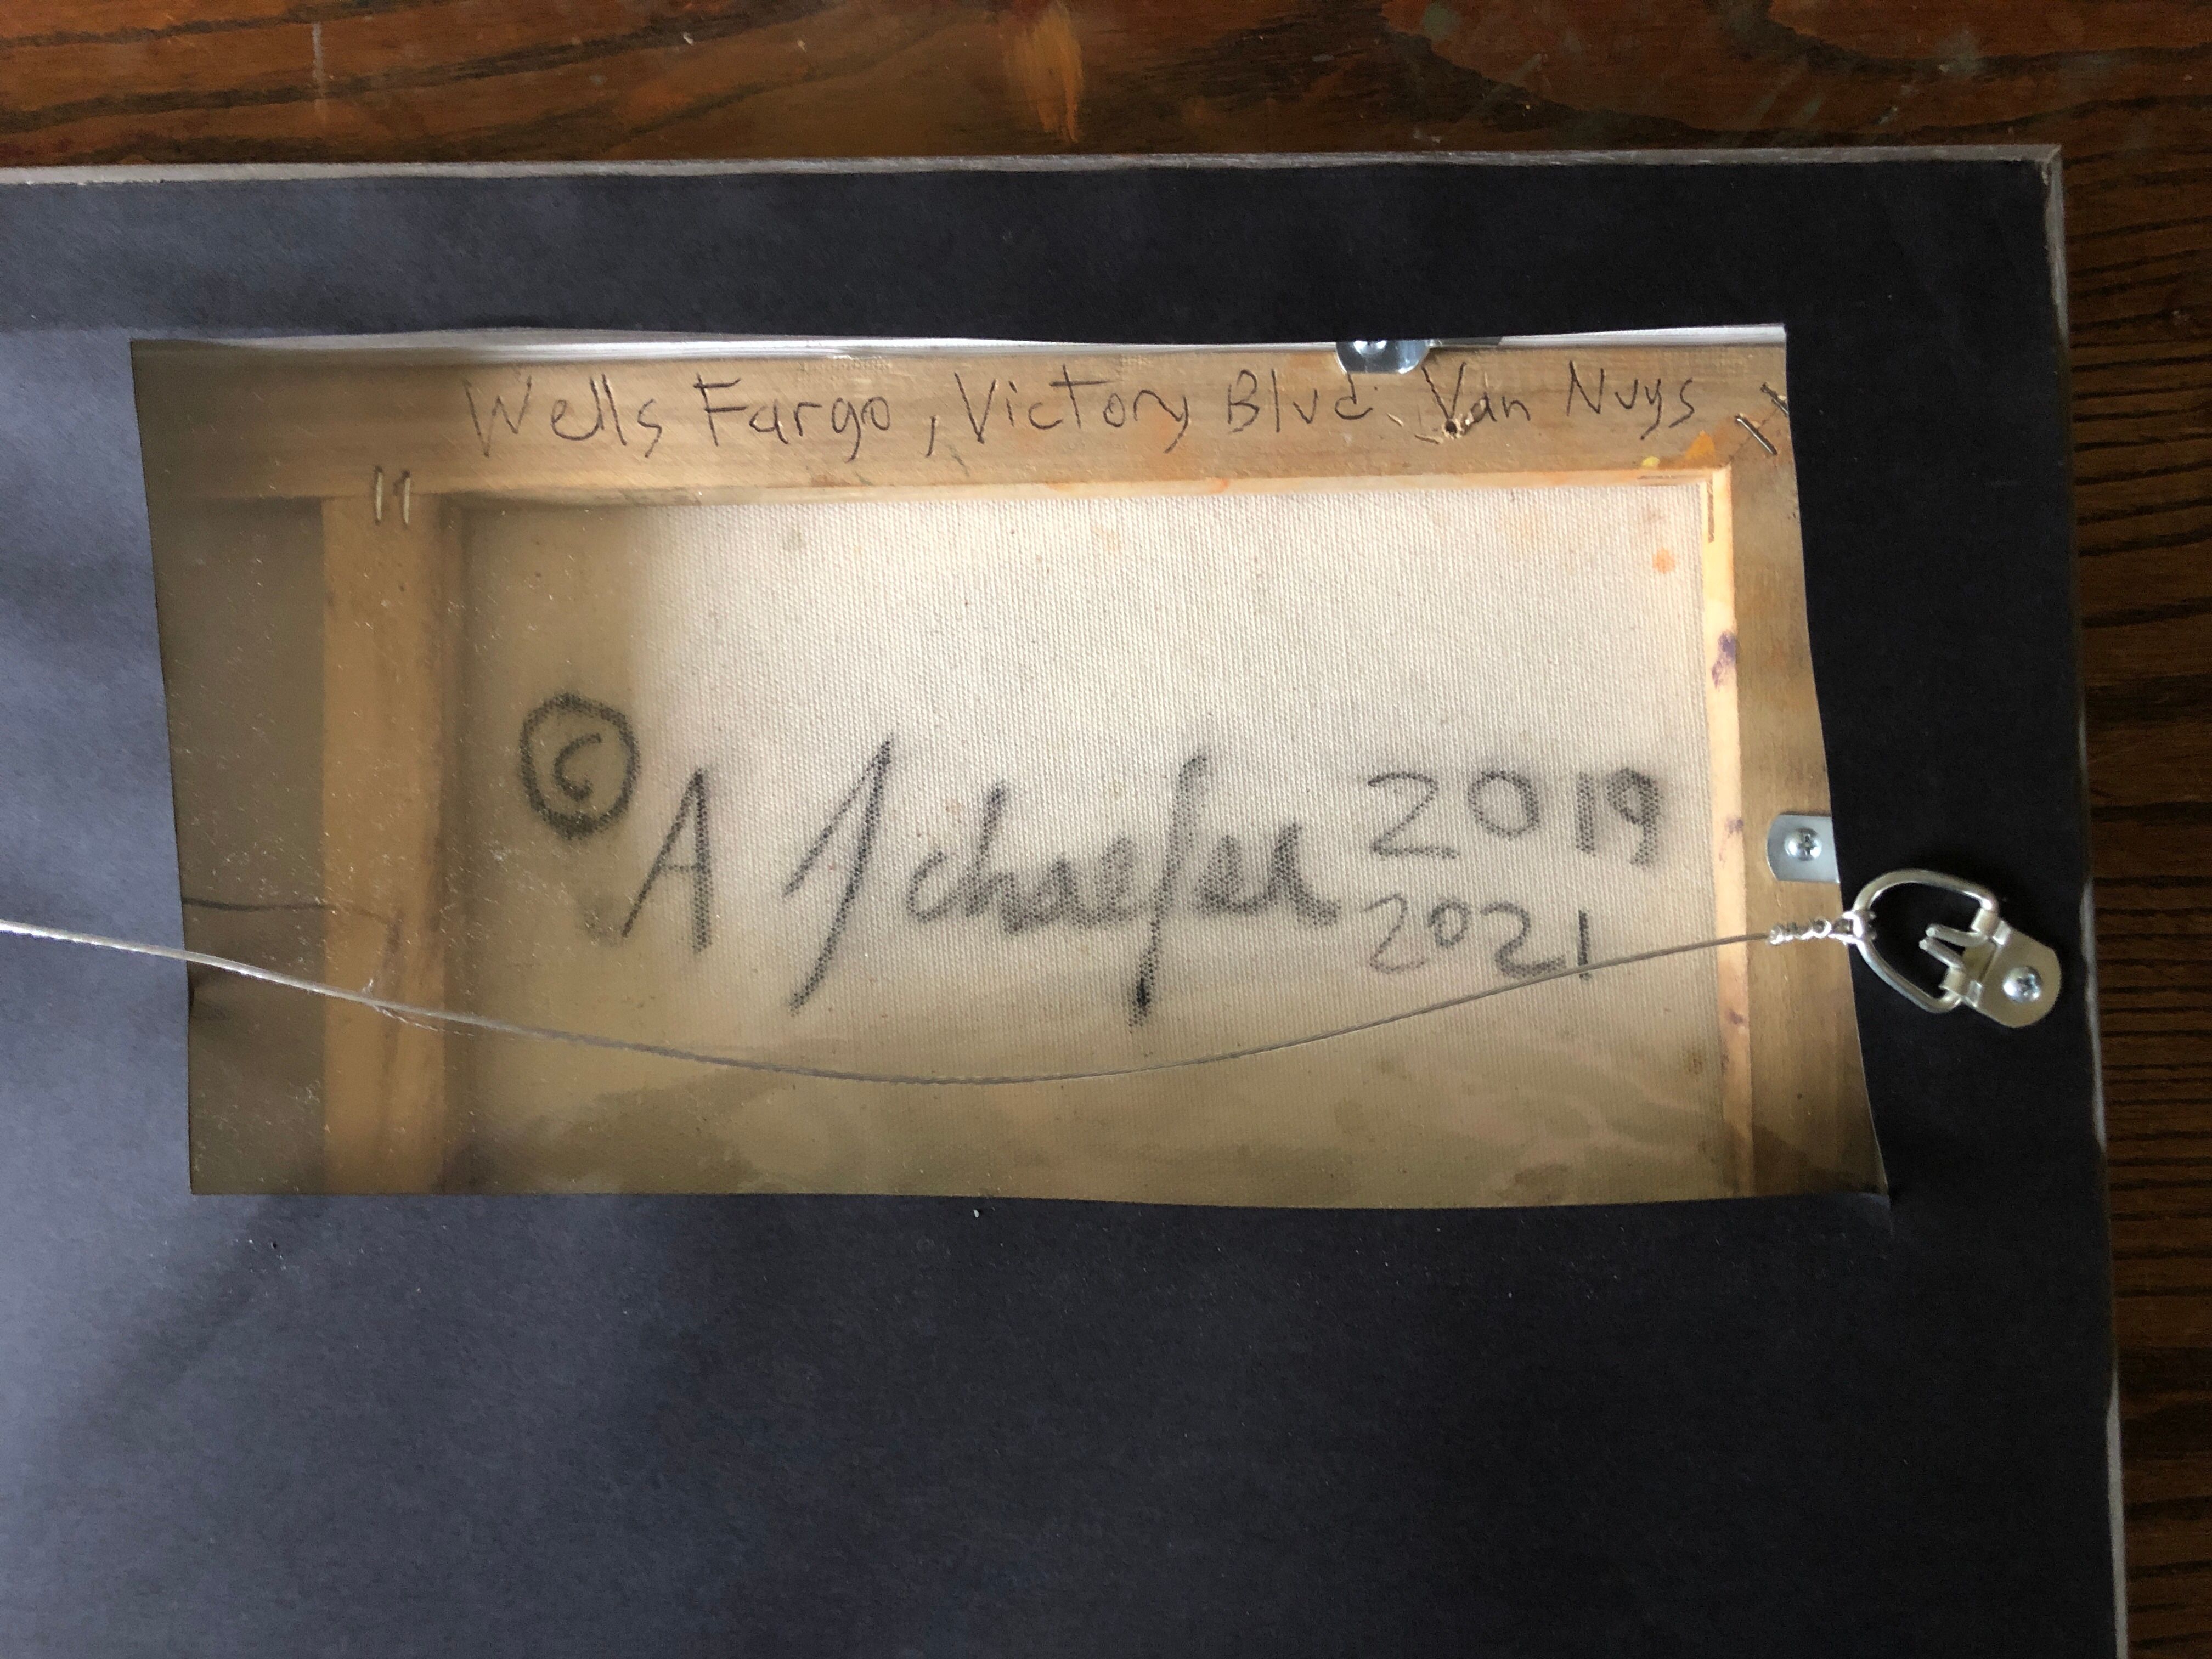 Wells Fargo, Victory Blvd. Van Nuys
© A Schaefer 2019
2021